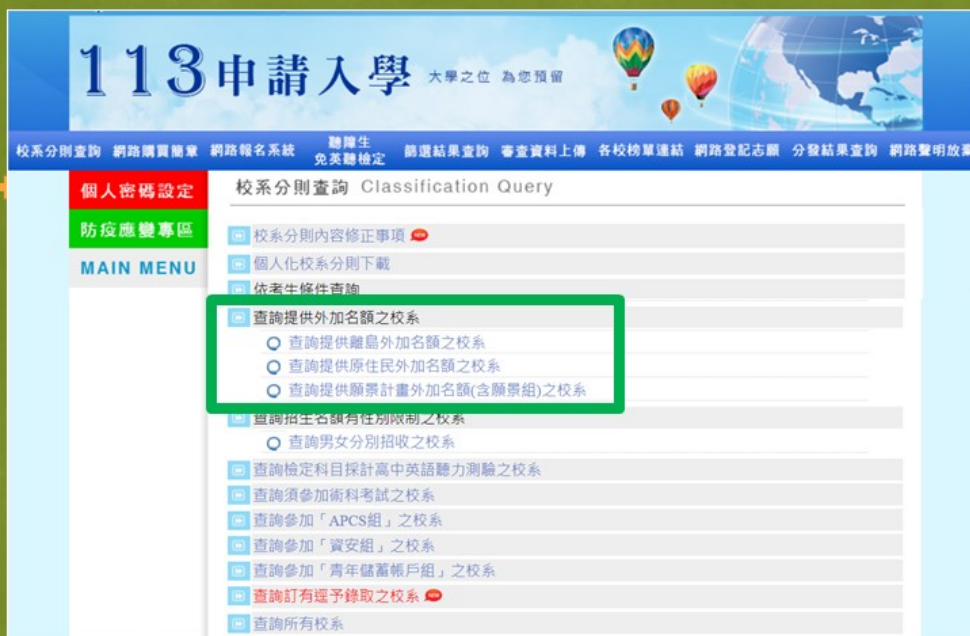 113申請入學 大學之位 為您預留
校系分則查詢 網路購買簡章 網路報名系統 聽障生免英聽檢定 篩選結果查詢 審查資料上傳 各校榜單連結 網路登記志願 分發結果查詢 網路聲明放棄
個人密碼設定
防疫應變專區
MAIN MENU
校系分則查詢 Classification Query
校系分則內容修正事項 NEW
個人化校系分則下載
依考生條件查詢
查詢提供外加名額之校系
查詢提供離島外加名額之校系
查詢提供原住民外加名額之校系
查詢提供願景計畫外加名額(含願景組)之校系
查詢招生名額有性別限制之校系
查詢男女分別招收之校系
查詢檢定科目採計高中英語聽力測驗之校系
查詢須參加術科考試之校系
查詢參加「APCS組」之校系
查詢參加「資安組」之校系
查詢參加「青年儲蓄帳戶組」之校系
查詢訂有逕予錄取之校系 NEW
查詢所有校系